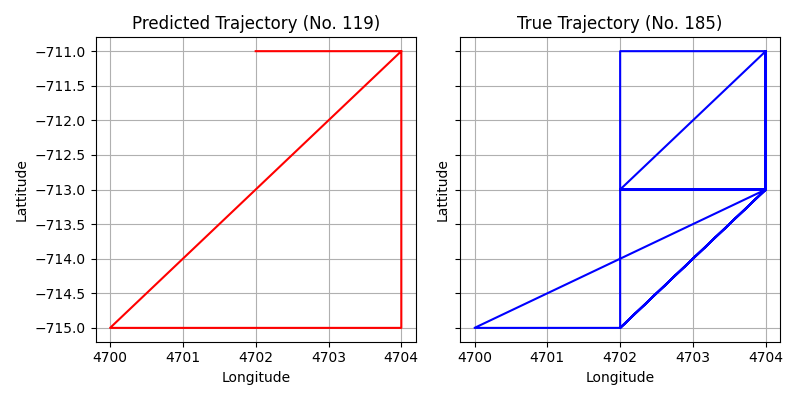 Predicted Trajectory (No. 119)
True Trajectory (No. 185)
Lattitude
−711.0
−711.5
−712.0
−712.5
−713.0
−713.5
−714.0
−714.5
−715.0
4700 4701 4702 4703 4704
Longitude
Lattitude
4700 4701 4702 4703 4704
Longitude